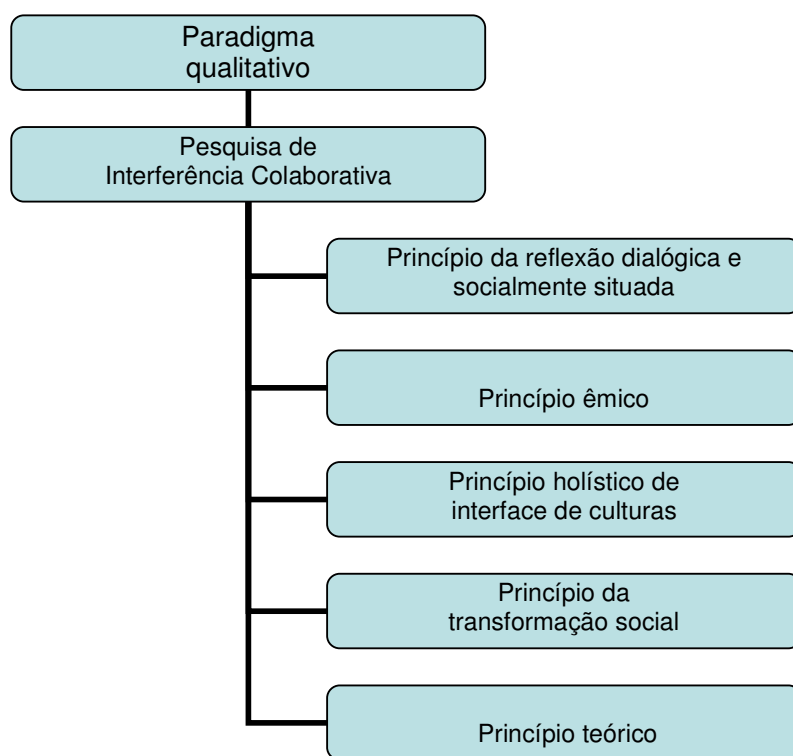 Paradigma
qualitativo
Pesquisa de
Interferência Colaborativa
Princípio da reflexão dialógica e
socialmente situada
Princípio êmico
Princípio holístico de
interface de culturas
Princípio da
transformação social
Princípio teórico